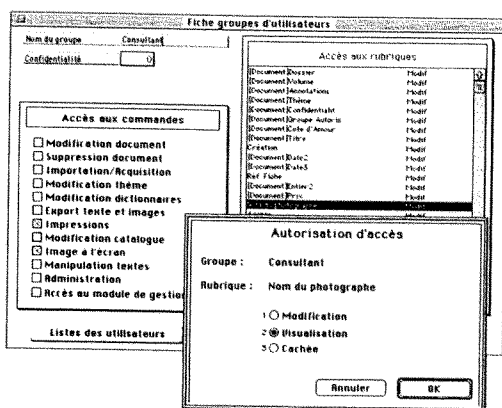 Fiche groupes d'utilisateurs
Nom du groupe Consultant
Confidentialité 0
Accès aux commandes
Modification document
Suppression document
Importation/Acquisition
Modification thème
Modification dictionnaires
Export texte et images
Impressions
Modification catalogue
Image à l'écran
Manipulation textes
Administration
Accès au module de gestion
Listes des utilisateurs
Accès aux rubriques
[Document]Dossier Modif
[Document]Volume Modif
[Document]Annotations Modif
[Document]Thème Modif
[Document]Confidentialit Modif
[Document]Groupe Autoris Modif
[Document]Cote d'Amour Modif
[Document]Titre Modif
Création Modif
[Document]Date2 Modif
[Document]Date3 Modif
Réf. Fiche Modif
[Document]Entier 2 Modif
[Document]Prix Modif
Autorisation d'accès
Groupe : Consultant
Rubrique : Nom du photographe
1 Modification
2 Visualisation
3 Cachée
Annuler OK